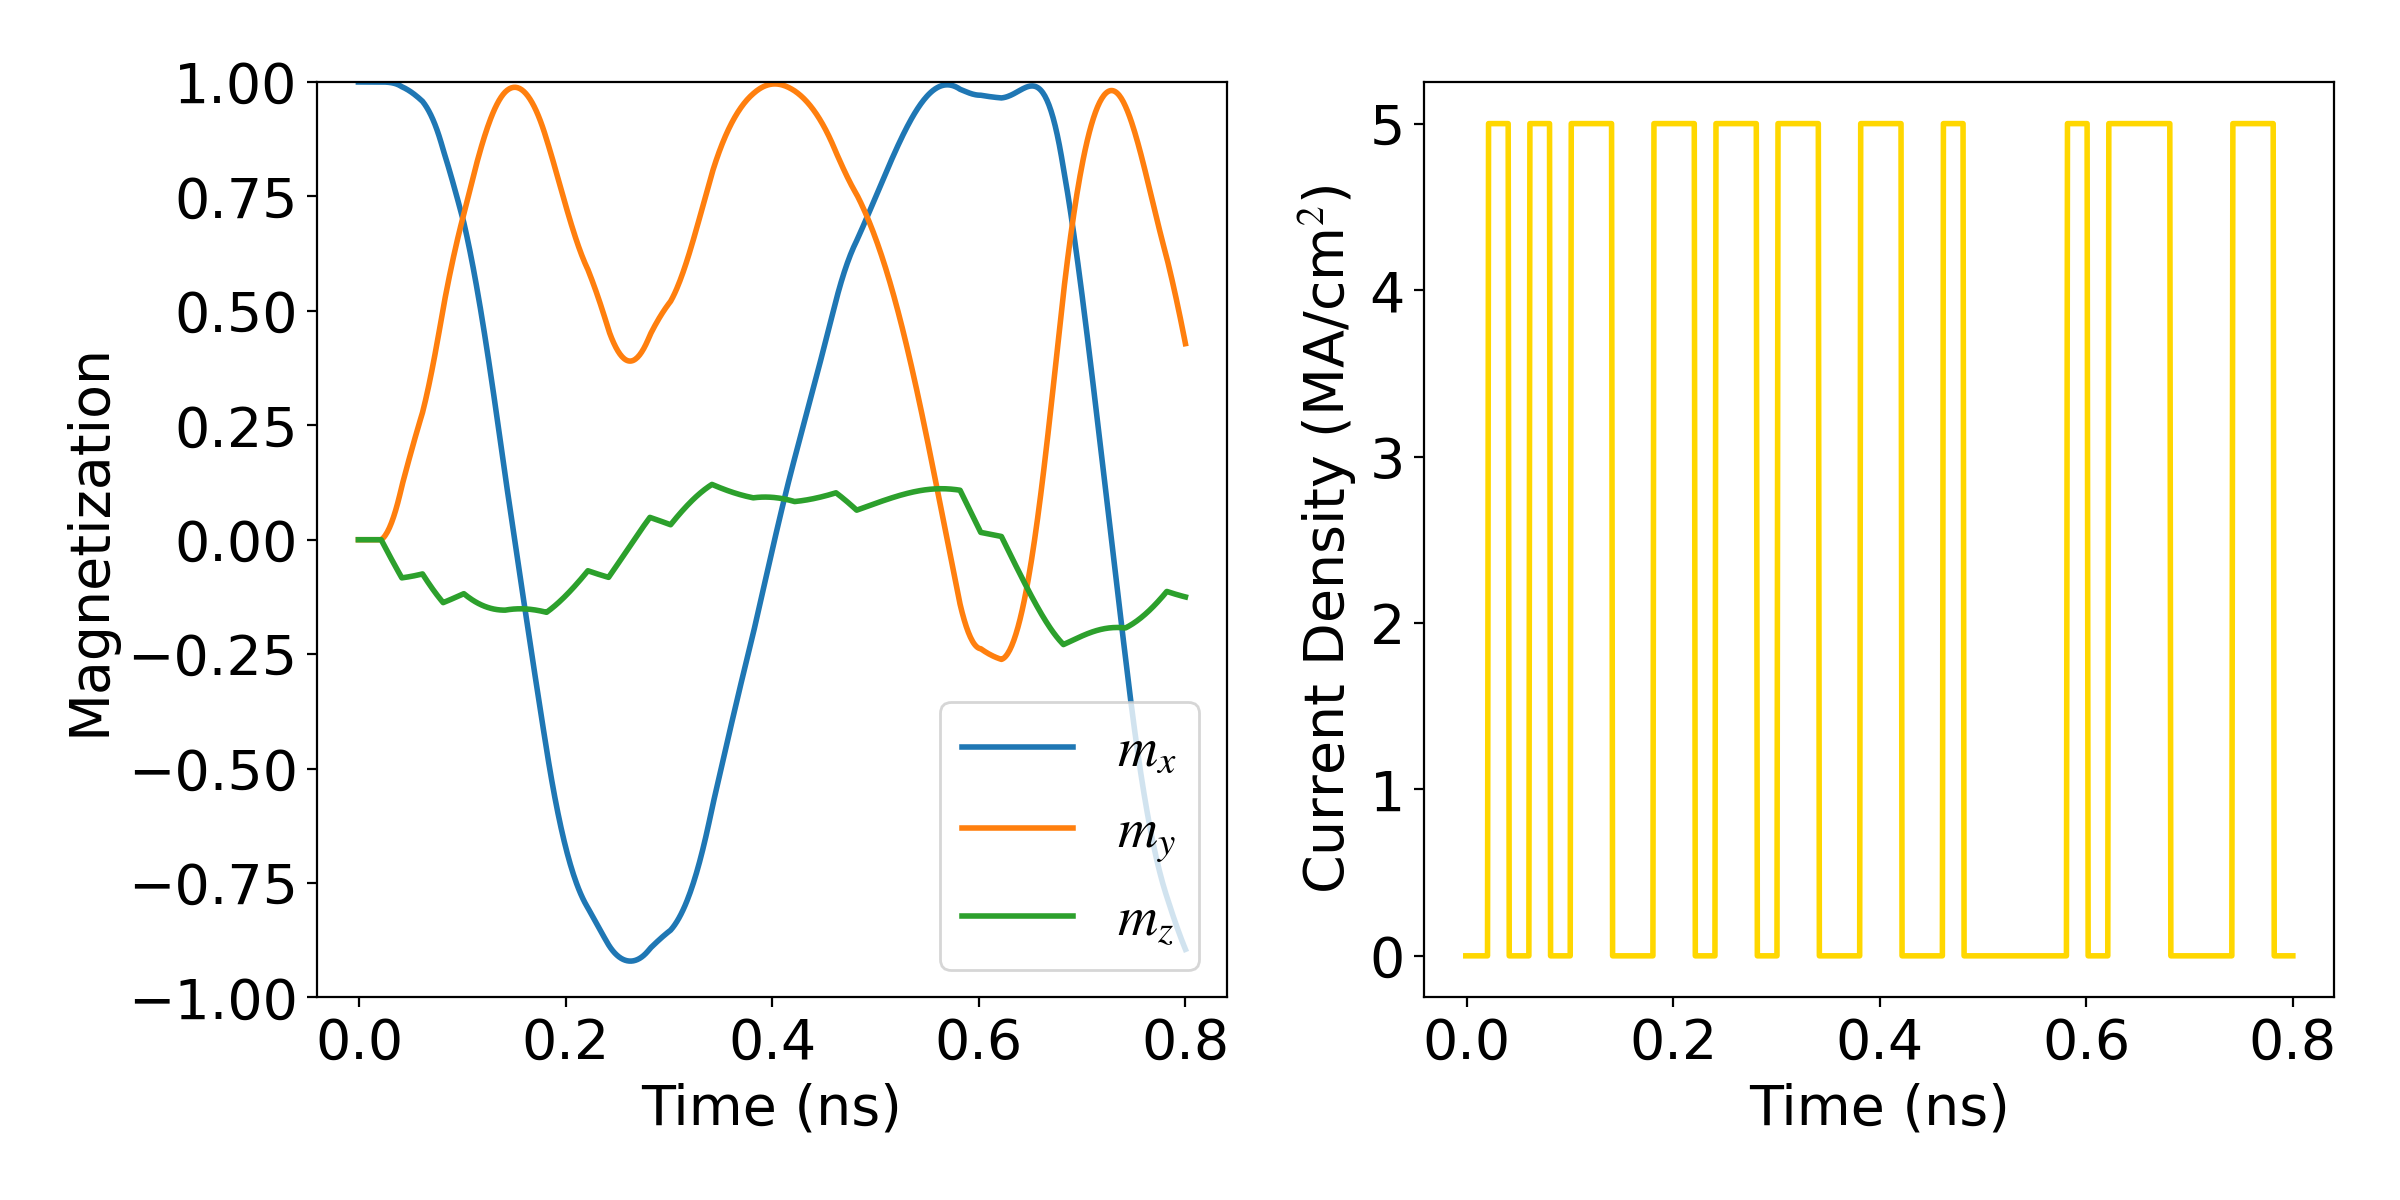 Magnetization
1.00
0.75
0.50
0.25
0.00
−0.25
−0.50
−0.75
−1.00
0.0 0.2 0.4 0.6 0.8
Time (ns)
m_x
m_y
m_z
Current Density (MA/cm²)
5
4
3
2
1
0
0.0 0.2 0.4 0.6 0.8
Time (ns)